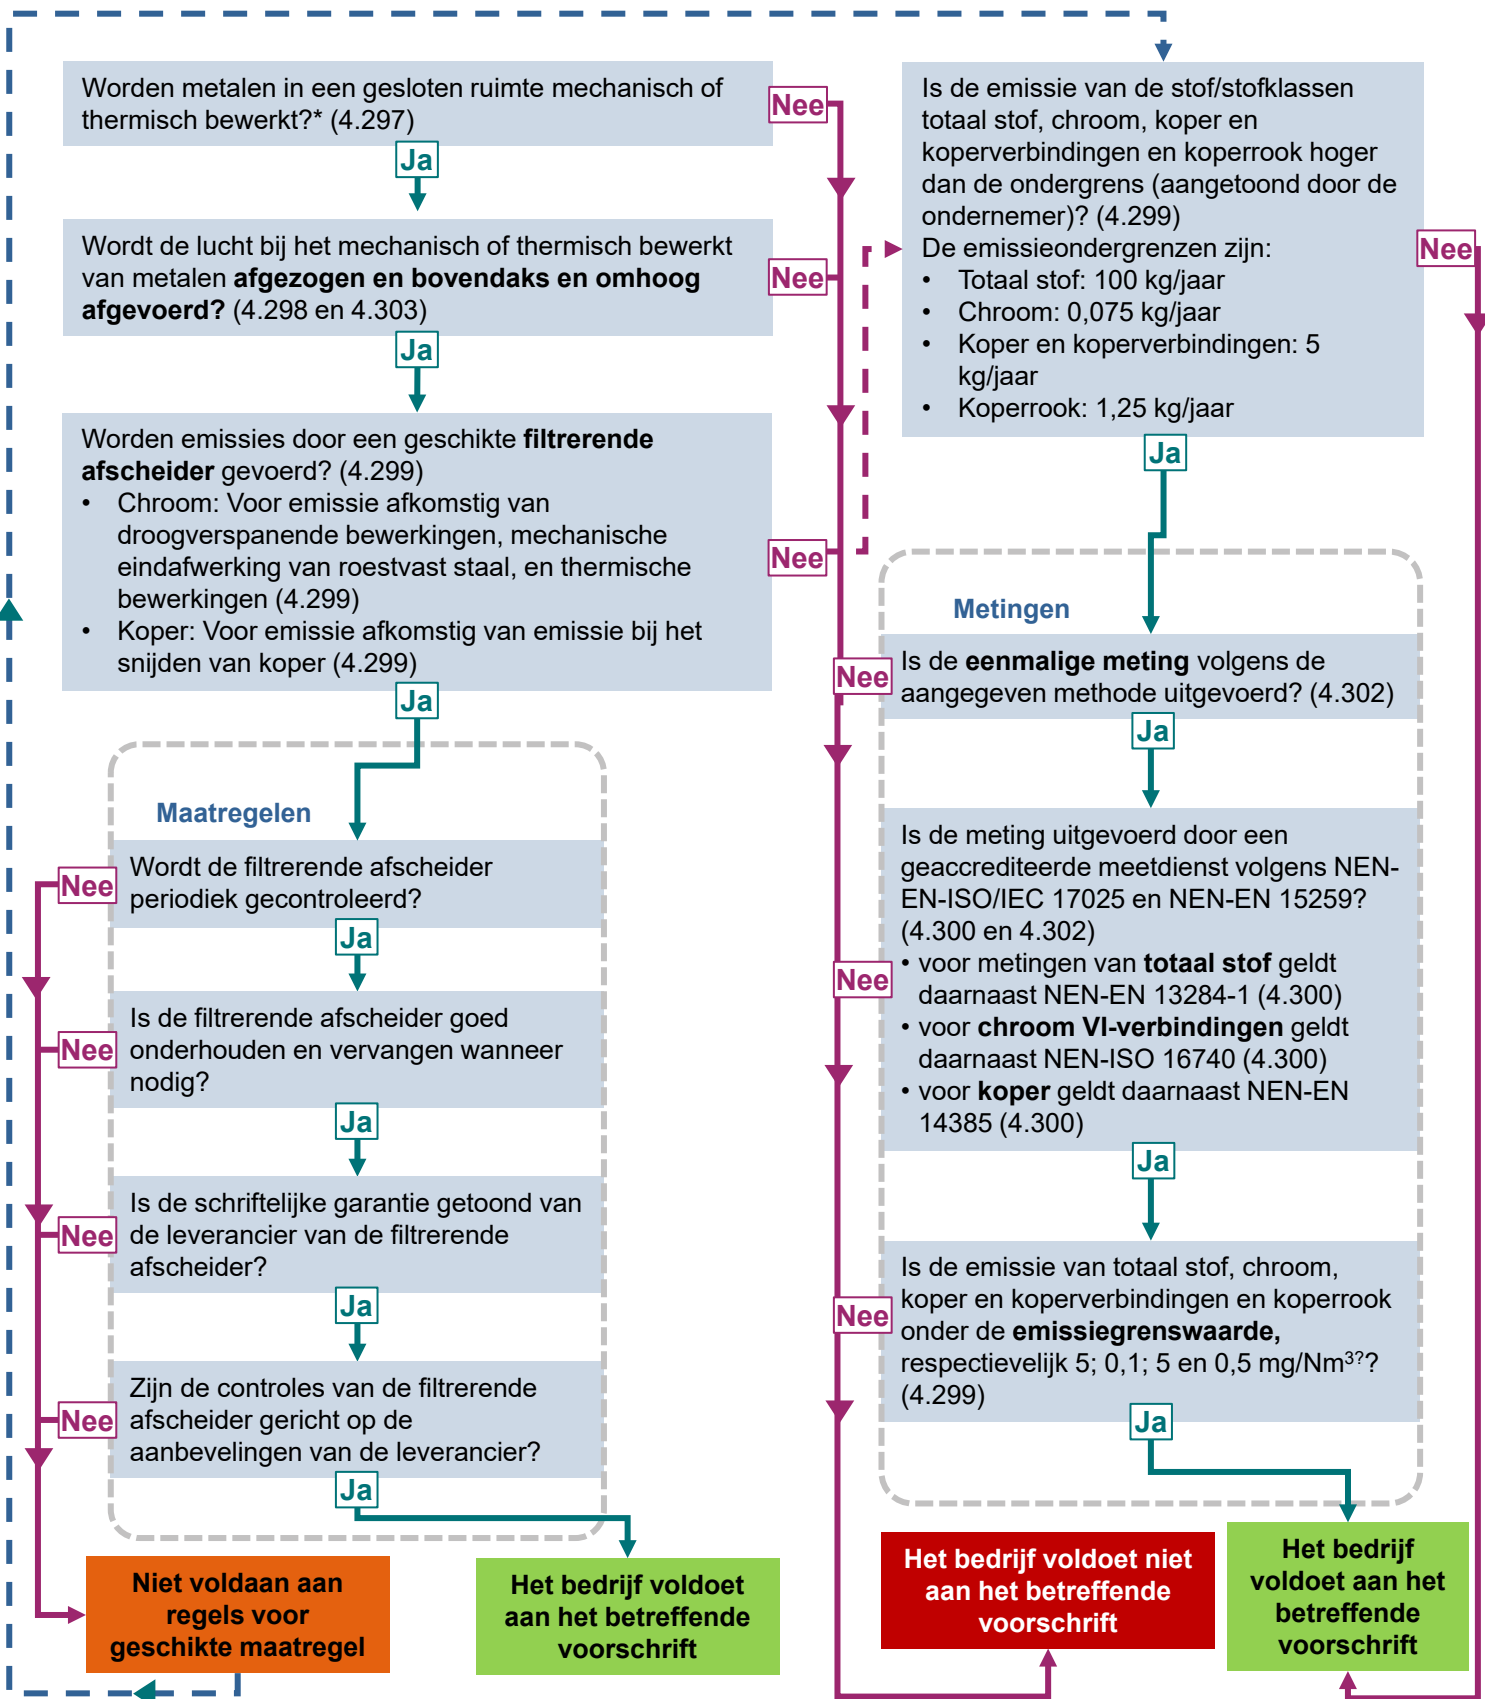 Worden metalen in een gesloten ruimte mechanisch of
thermisch bewerkt?* (4.297)
Nee
Ja
Wordt de lucht bij het mechanisch of thermisch bewerkt
van metalen afgezogen en bovendaks en omhoog
afgevoerd? (4.298 en 4.303)
Nee
Ja
Worden emissies door een geschikte filtrerende
afscheider gevoerd? (4.299)
• Chroom: Voor emissie afkomstig van
droogverspanende bewerkingen, mechanische
eindafwerking van roestvast staal, en thermische
bewerkingen (4.299)
• Koper: Voor emissie afkomstig van emissie bij het
snijden van koper (4.299)
Nee
Ja
Maatregelen
Wordt de filtrerende afscheider
periodiek gecontroleerd?
Nee
Ja
Is de filtrerende afscheider goed
onderhouden en vervangen wanneer
nodig?
Nee
Ja
Is de schriftelijke garantie getoond van
de leverancier van de filtrerende
afscheider?
Nee
Ja
Zijn de controles van de filtrerende
afscheider gericht op de
aanbevelingen van de leverancier?
Nee
Ja
Niet voldaan aan
regels voor
geschikte maatregel
Het bedrijf voldoet
aan het betreffende
voorschrift
Is de emissie van de stof/stofklassen
totaal stof, chroom, koper en
koperverbindingen en koperrook hoger
dan de ondergrens (aangetoond door de
ondernemer)? (4.299)
De emissieondergrenzen zijn:
• Totaal stof: 100 kg/jaar
• Chroom: 0,075 kg/jaar
• Koper en koperverbindingen: 5
kg/jaar
• Koperrook: 1,25 kg/jaar
Nee
Ja
Metingen
Is de eenmalige meting volgens de
aangegeven methode uitgevoerd? (4.302)
Nee
Ja
Is de meting uitgevoerd door een
geaccrediteerde meetdienst volgens NEN-
EN-ISO/IEC 17025 en NEN-EN 15259?
(4.300 en 4.302)
• voor metingen van totaal stof geldt
daarnaast NEN-EN 13284-1 (4.300)
• voor chroom VI-verbindingen geldt
daarnaast NEN-ISO 16740 (4.300)
• voor koper geldt daarnaast NEN-EN
14385 (4.300)
Nee
Ja
Is de emissie van totaal stof, chroom,
koper en koperverbindingen en koperrook
onder de emissiegrenswaarde,
respectievelijk 5; 0,1; 5 en 0,5 mg/Nm³?? 
(4.299)
Nee
Ja
Het bedrijf voldoet niet
aan het betreffende
voorschrift
Het bedrijf
voldoet aan het
betreffende
voorschrift